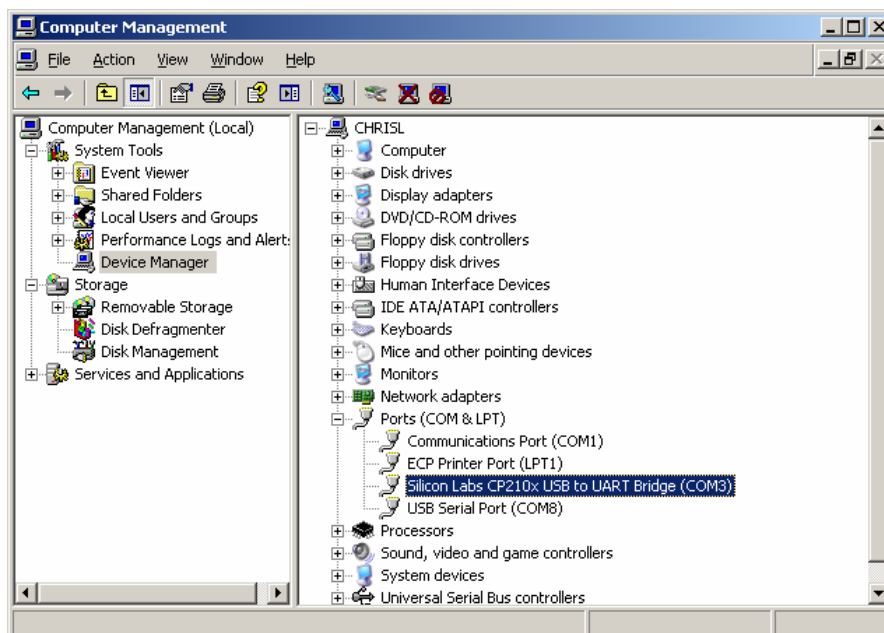 Computer Management
File Action View Window Help
Computer Management (Local)
System Tools
Event Viewer
Shared Folders
Local Users and Groups
Performance Logs and Alert
Device Manager
Storage
Removable Storage
Disk Defragmenter
Disk Management
Services and Applications
CHRISL
Computer
Disk drives
Display adapters
DVD/CD-ROM drives
Floppy disk controllers
Floppy disk drives
Human Interface Devices
IDE ATA/ATAPI controllers
Keyboards
Mice and other pointing devices
Monitors
Network adapters
Ports (COM & LPT)
Communications Port (COM1)
ECP Printer Port (LPT1)
Silicon Labs CP210x USB to UART Bridge (COM3)
USB Serial Port (COM8)
Processors
Sound, video and game controllers
System devices
Universal Serial Bus controllers